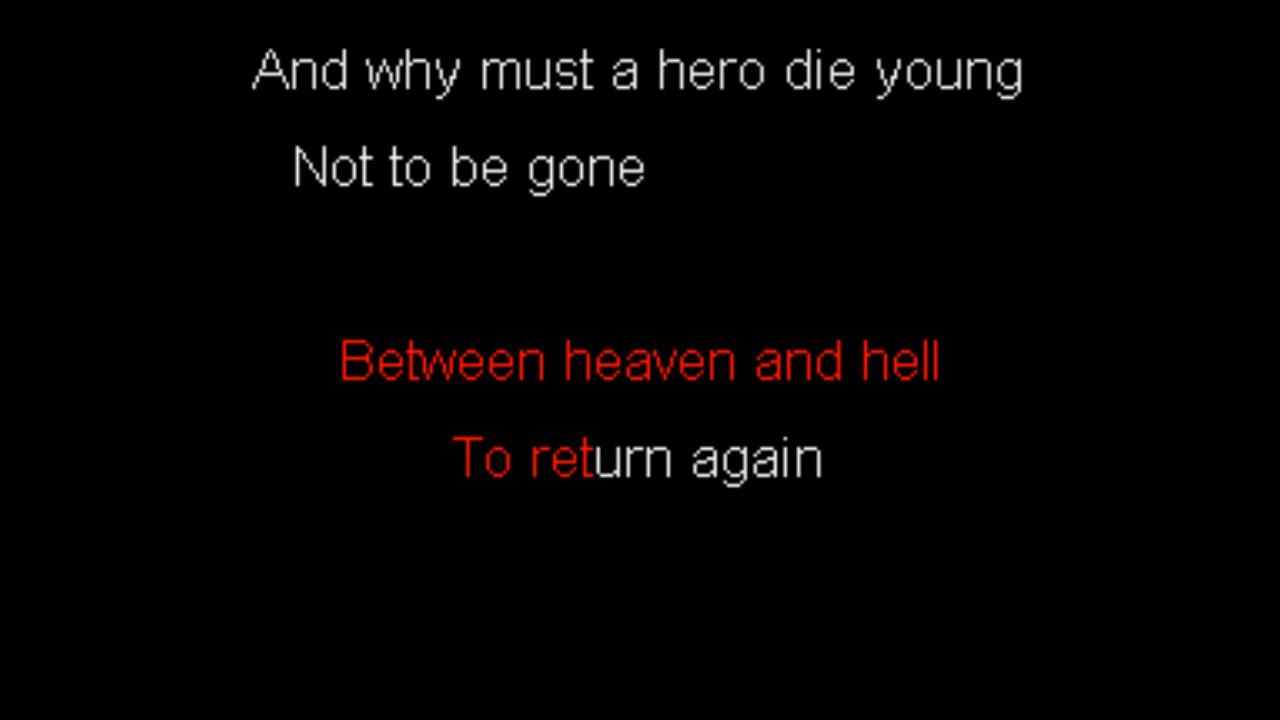 And why must a hero die young
Not to be gone
Between heaven and hell
To return again